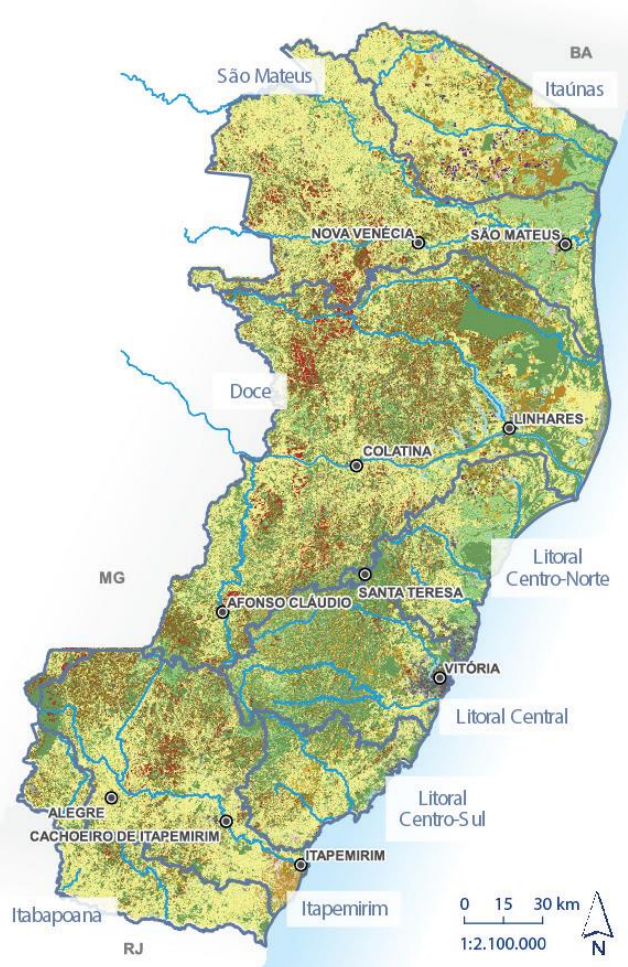 BA
São Mateus
Itaúnas
NOVA VENÉCIA
SÃO MATEUS
Doce
LINHARES
COLATINA
Litoral
Centro-Norte
MG
SANTA TERESA
AFONSO CLÁUDIO
VITÓRIA
Litoral Central
ALEGRE
Litoral
Centro-Sul
CACHOEIRO DE ITAPEMIRIM
ITAPEMIRIM
Itabapoana
Itapemirim
0 15 30 km
1:2.100.000
N
RJ